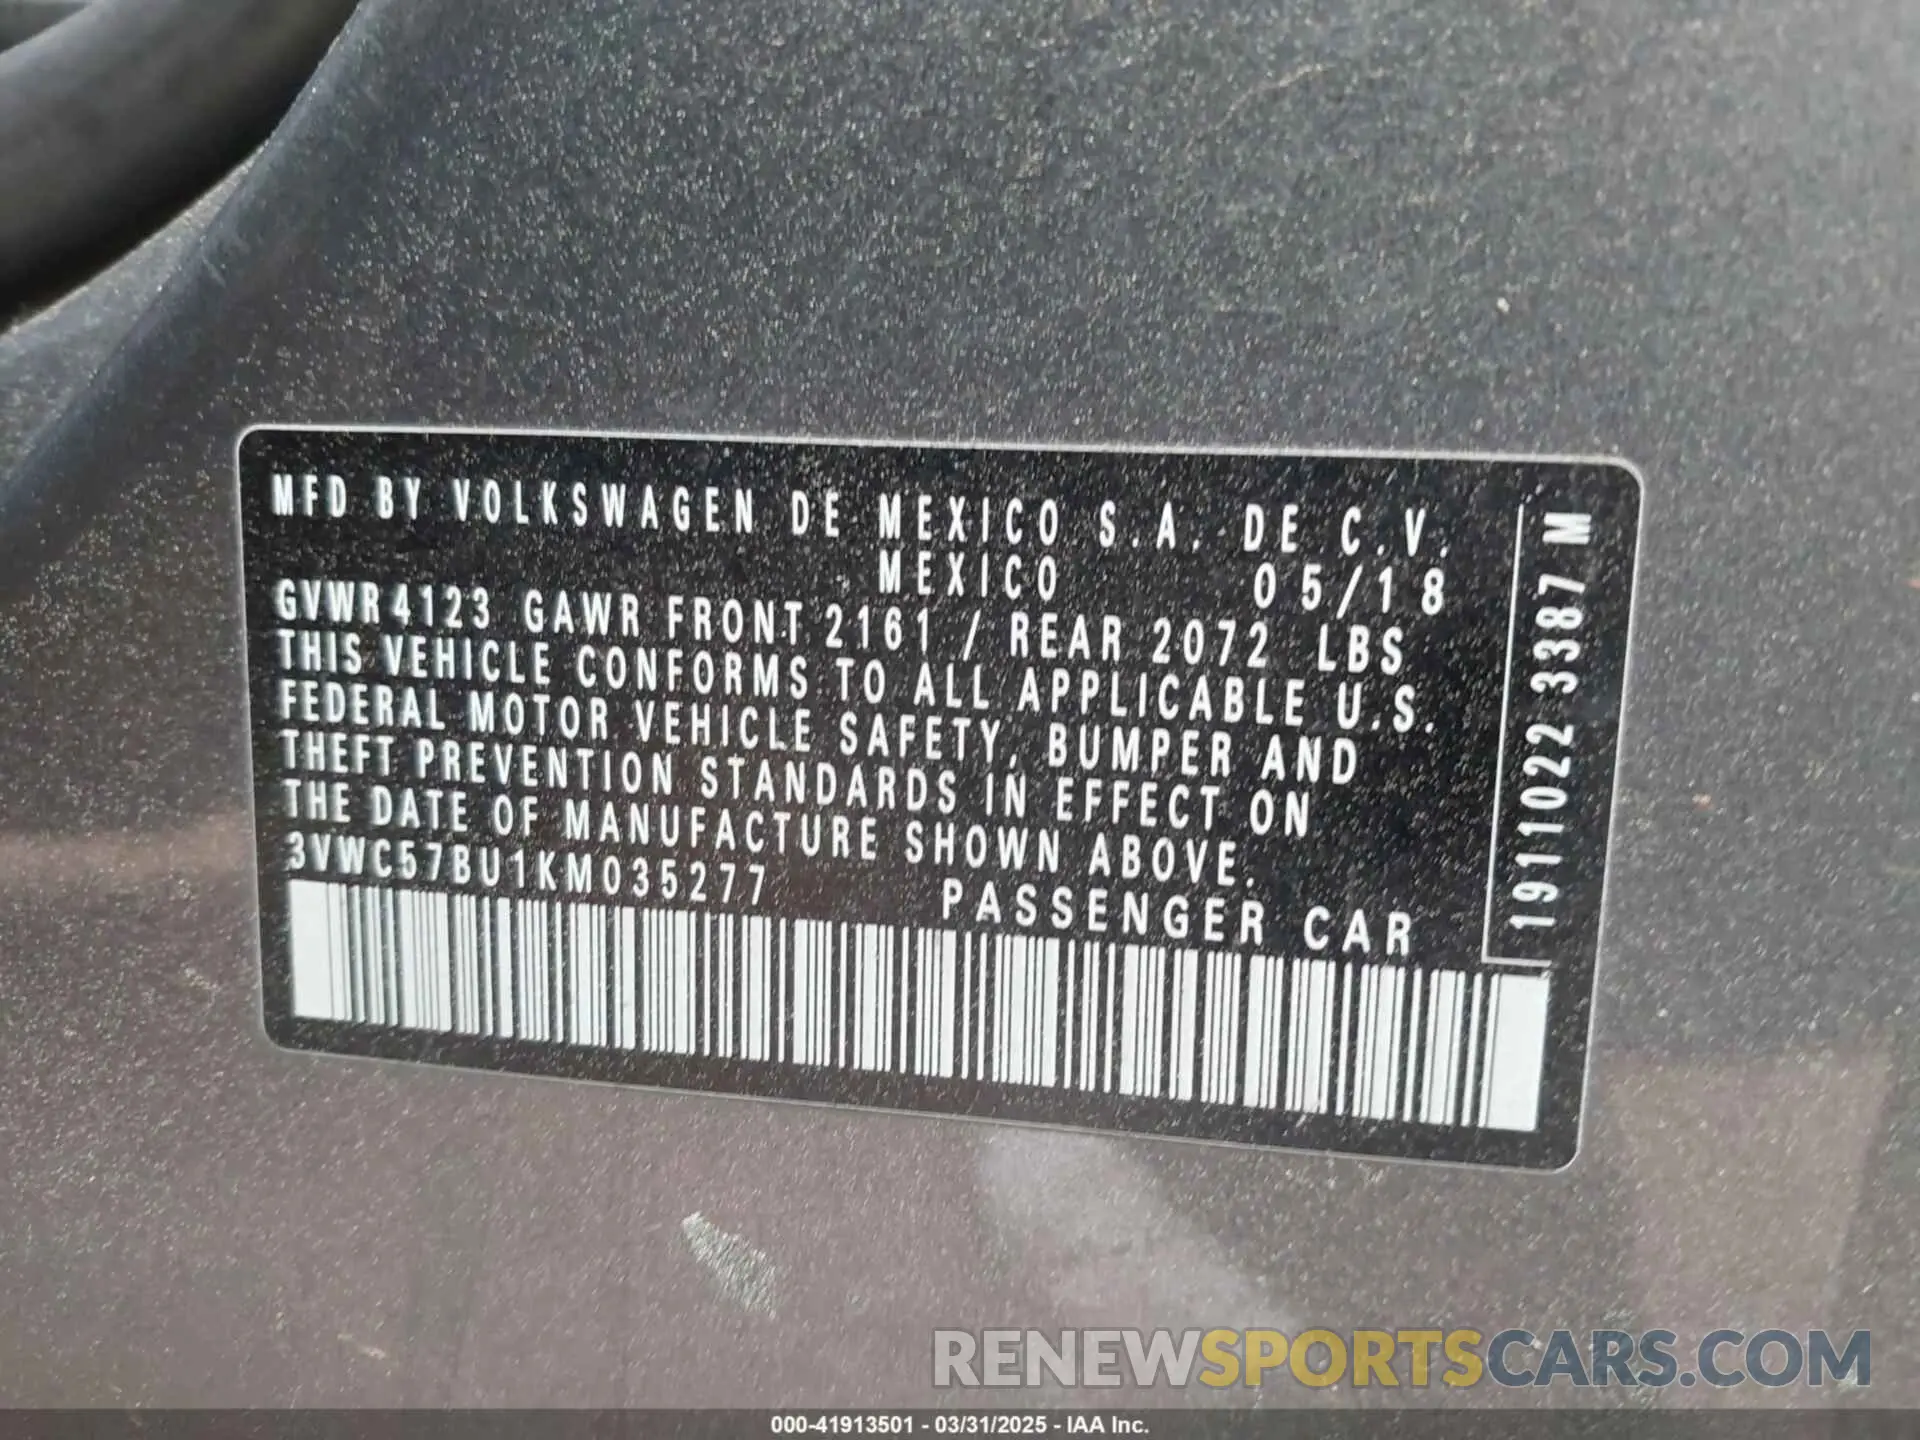 MFD BY VOLKSWAGEN DE MEXICO S.A. DE C.V.
MEXICO 05/18
GVWR 4123 GAWR FRONT 2161 / REAR 2072 LBS
THIS VEHICLE CONFORMS TO ALL APPLICABLE U.S.
FEDERAL MOTOR VEHICLE SAFETY, BUMPER AND
THEFT PREVENTION STANDARDS IN EFFECT ON
THE DATE OF MANUFACTURE SHOWN ABOVE.
3VWC57BU1KM035277 PASSENGER CAR
1911022 3387 M
RENEWSPORTSCARS.COM
000-41913501 - 03/31/2025 - IAA Inc.